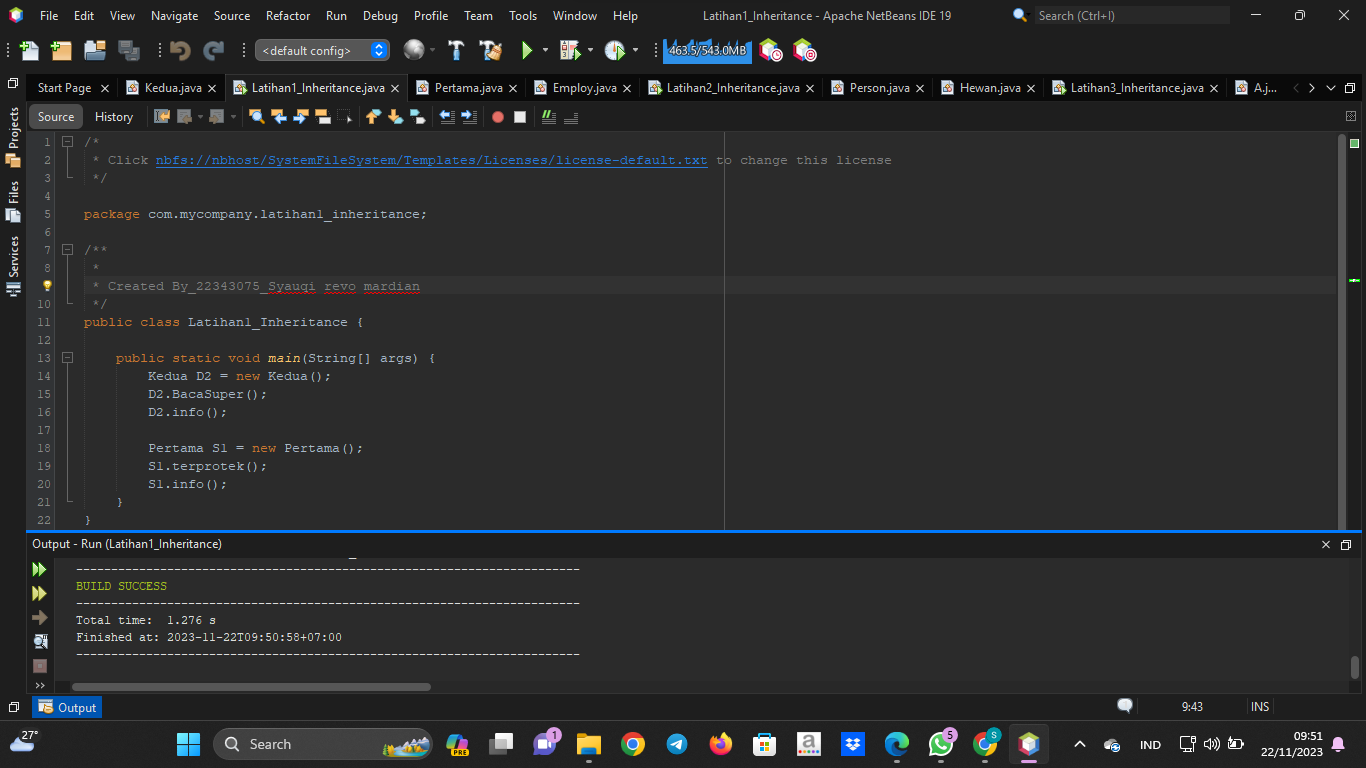 File Edit View Navigate Source Refactor Run Debug Profile Team Tools Window Help Latihan1_Inheritance - Apache NetBeans IDE 19 Search (Ctrl+I)
<default config> 463.5/543.0MB
Start Page Kedua.java Latihan1_Inheritance.java Pertama.java Employ.java Latihan2_Inheritance.java Person.java Hewan.java Latihan3_Inheritance.java A.j...
Source History
Projects
Files
Services
1 /*
2 * Click nbfs://nbhost/SystemFileSystem/Templates/Licenses/license-default.txt to change this license
3 */
4
5 package com.mycompany.latihan1_inheritance;
6
7 /**
8 *
* Created By_22343075_Syauqi revo mardian
10 */
11 public class Latihan1_Inheritance {
12
13 public static void main(String[] args) {
14 Kedua D2 = new Kedua();
15 D2.BacaSuper();
16 D2.info();
17
18 Pertama S1 = new Pertama();
19 S1.terprotek();
20 S1.info();
21 }
22 }
Output - Run (Latihan1_Inheritance)
------------------------------------------------------------------------
BUILD SUCCESS
------------------------------------------------------------------------
Total time: 1.276 s
Finished at: 2023-11-22T09:50:58+07:00
------------------------------------------------------------------------
Output 9:43 INS
27° Search PRE 1 a 5 S IND 09:51
22/11/2023